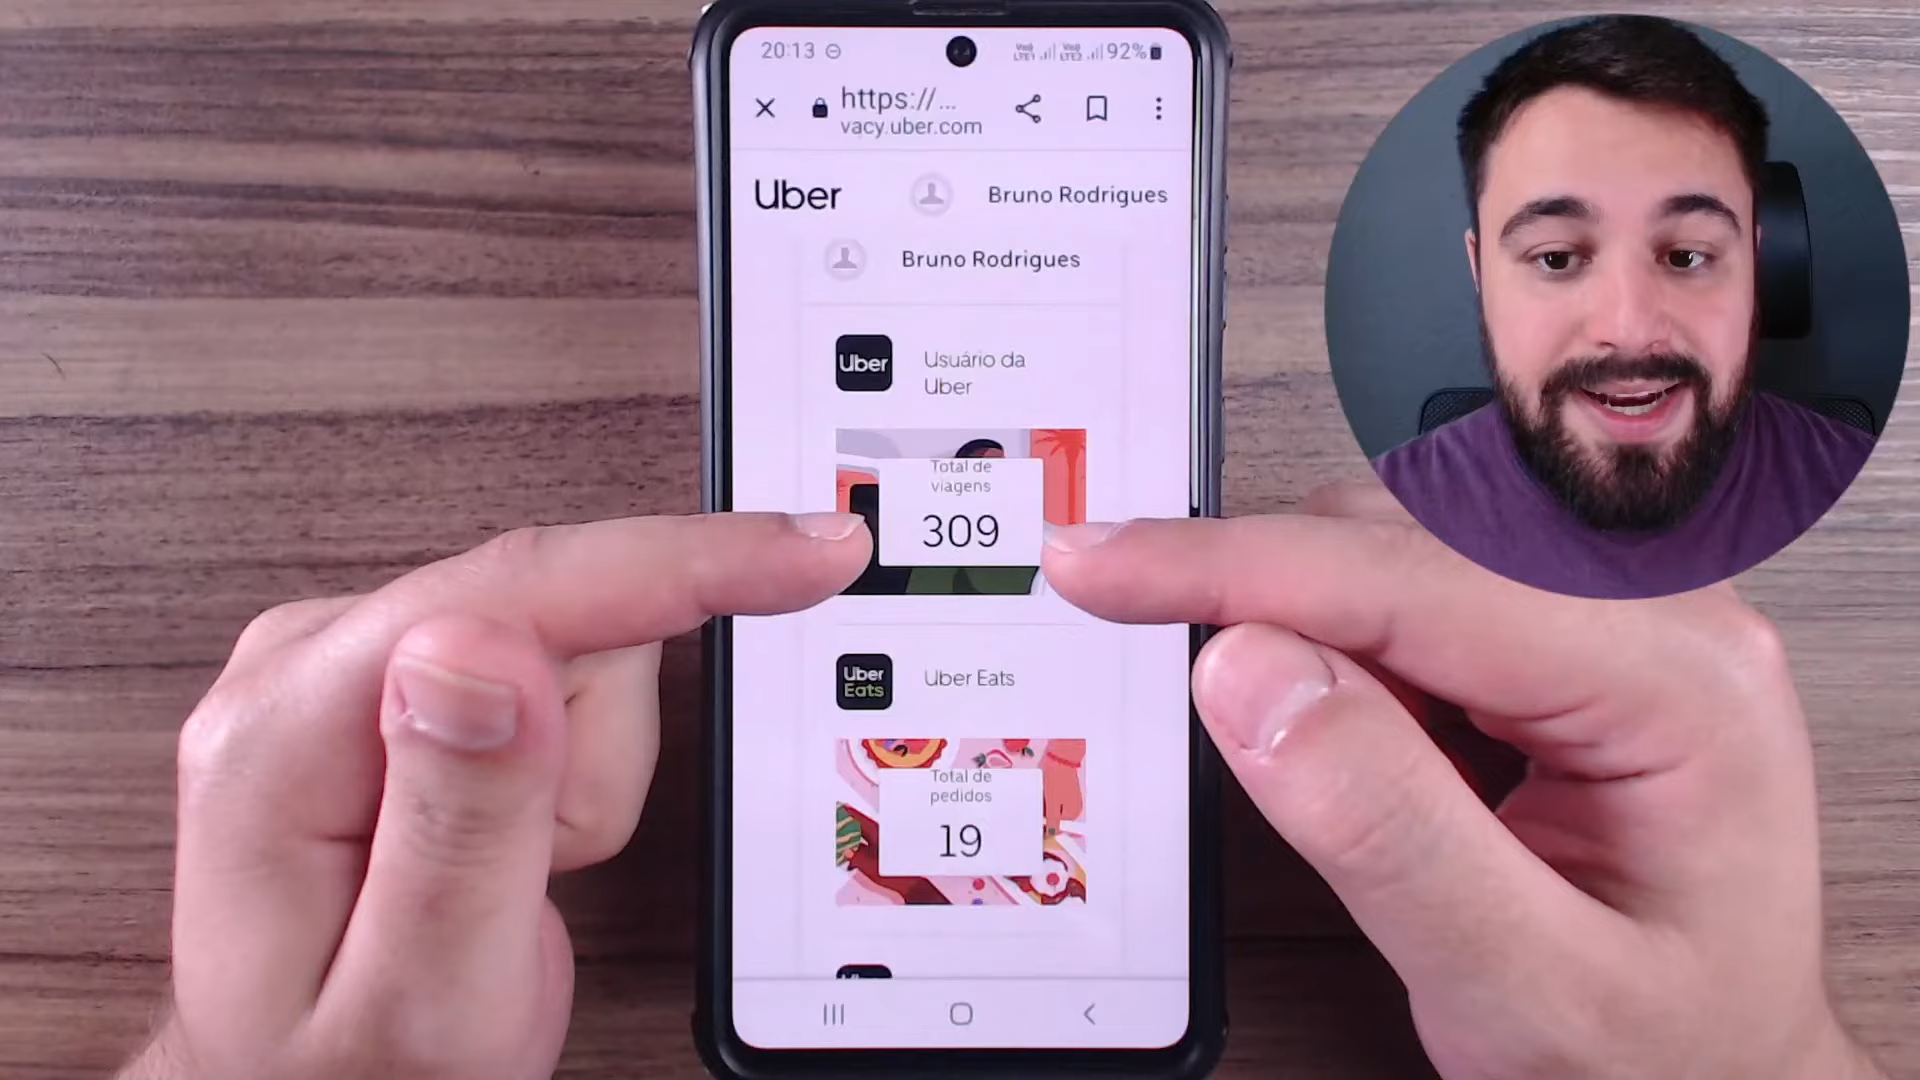 20:13
92%
https://...
vacy.uber.com
Uber
Bruno Rodrigues
Bruno Rodrigues
Uber
Usuário da
Uber
Total de
viagens
309
Uber
Eats
Uber Eats
Total de
pedidos
19